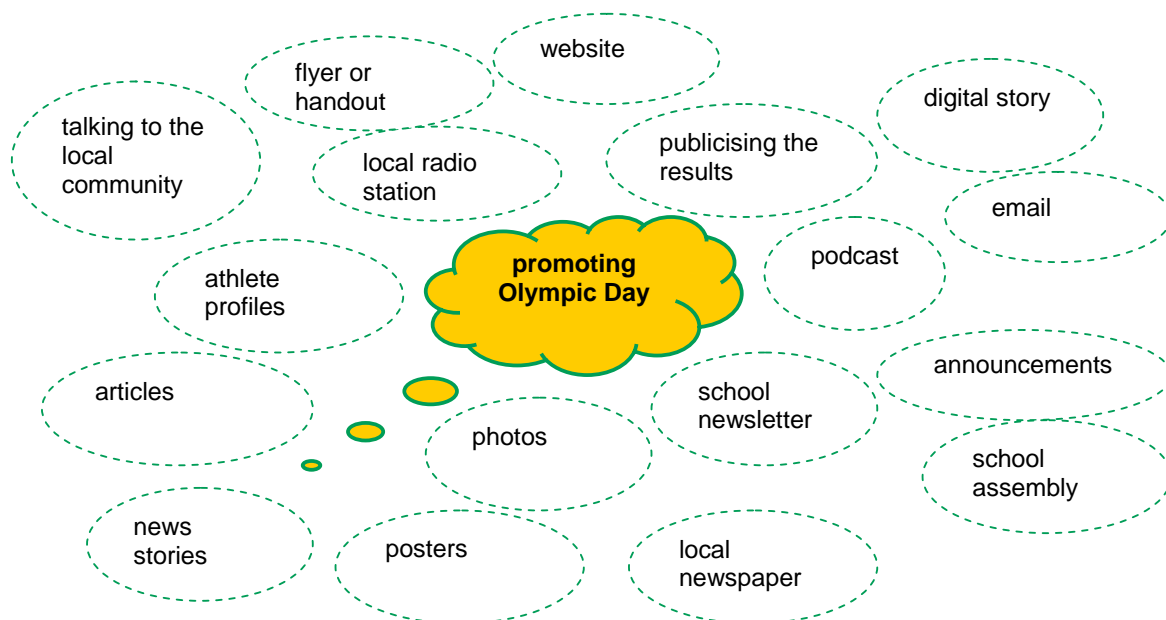 website
flyer or
handout
digital story
talking to the
local
community
publicising the
results
local radio
station
email
podcast
promoting
Olympic Day
athlete
profiles
announcements
articles
school
newsletter
photos
school
assembly
news
stories
posters
local
newspaper